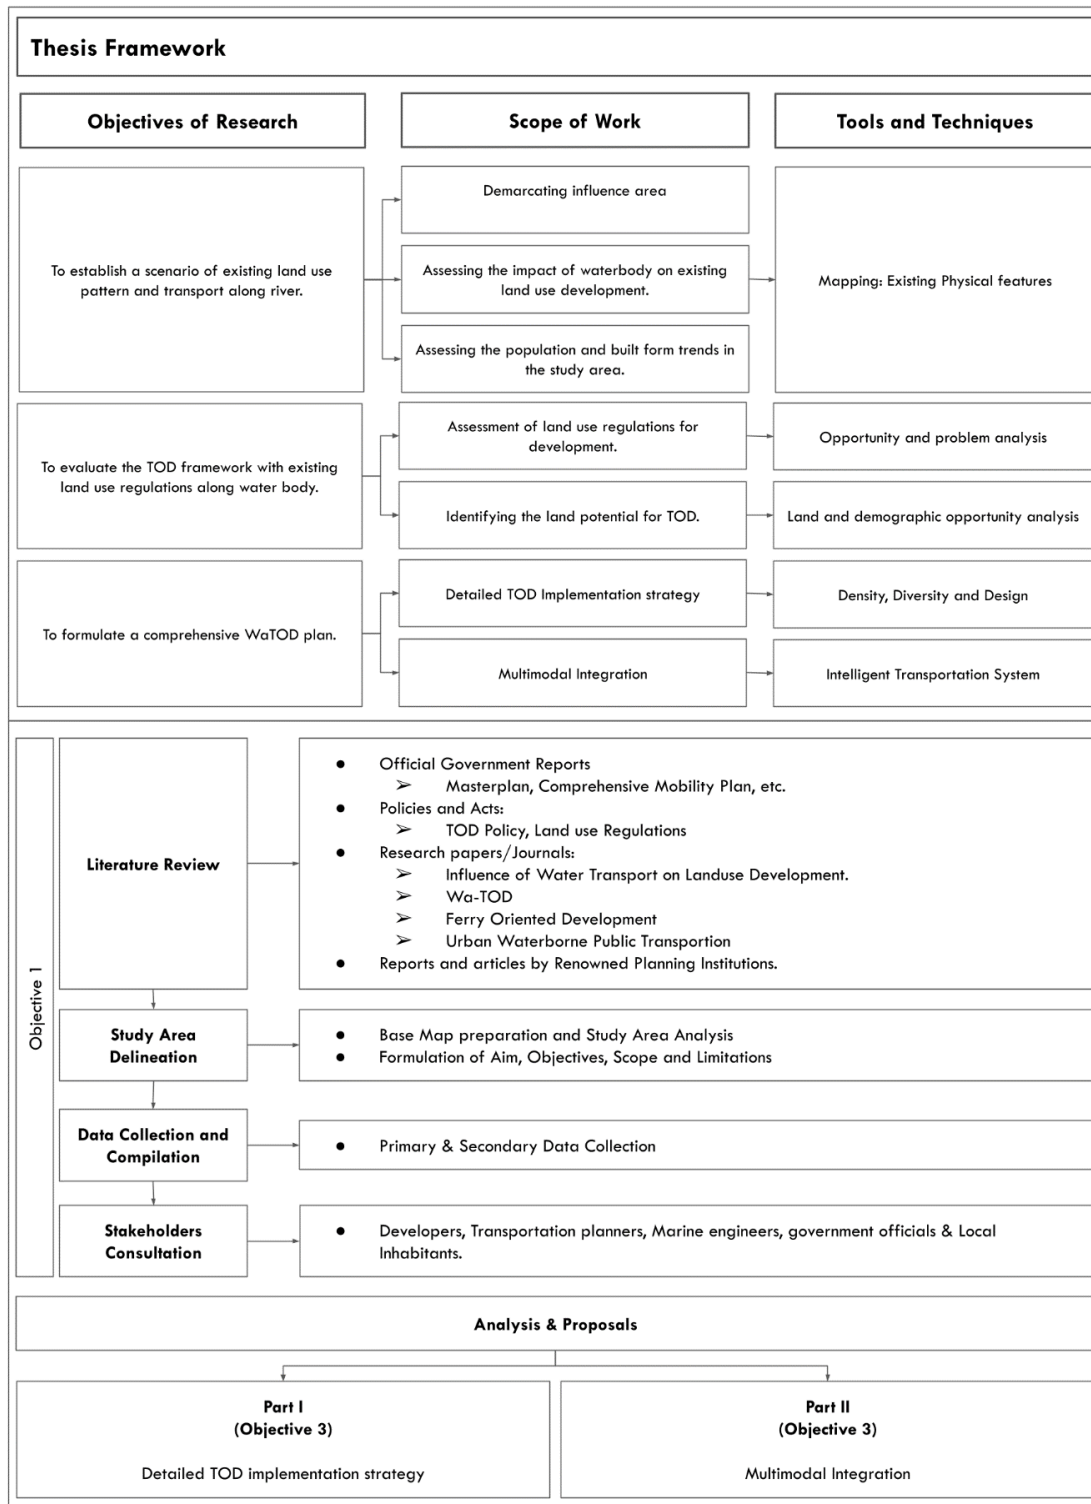 Thesis Framework
Objectives of Research
Scope of Work
Tools and Techniques
To establish a scenario of existing land use
pattern and transport along river.
Demarcating influence area
Assessing the impact of waterbody on existing
land use development.
Assessing the population and built form trends in
the study area.
Mapping: Existing Physical features
To evaluate the TOD framework with existing
land use regulations along water body.
Assessment of land use regulations for
development.
Opportunity and problem analysis
Identifying the land potential for TOD.
Land and demographic opportunity analysis
To formulate a comprehensive WaTOD plan.
Detailed TOD Implementation strategy
Density, Diversity and Design
Multimodal Integration
Intelligent Transportation System
Objective 1
Literature Review
● Official Government Reports
➢ Masterplan, Comprehensive Mobility Plan, etc.
● Policies and Acts:
➢ TOD Policy, Land use Regulations
● Research papers/Journals:
➢ Influence of Water Transport on Landuse Development.
➢ Wa-TOD
➢ Ferry Oriented Development
➢ Urban Waterborne Public Transportion
● Reports and articles by Renowned Planning Institutions.
Study Area
Delineation
● Base Map preparation and Study Area Analysis
● Formulation of Aim, Objectives, Scope and Limitations
Data Collection and
Compilation
● Primary & Secondary Data Collection
Stakeholders
Consultation
● Developers, Transportation planners, Marine engineers, government officials & Local
Inhabitants.
Analysis & Proposals
Part I
(Objective 3)
Detailed TOD implementation strategy
Part II
(Objective 3)
Multimodal Integration